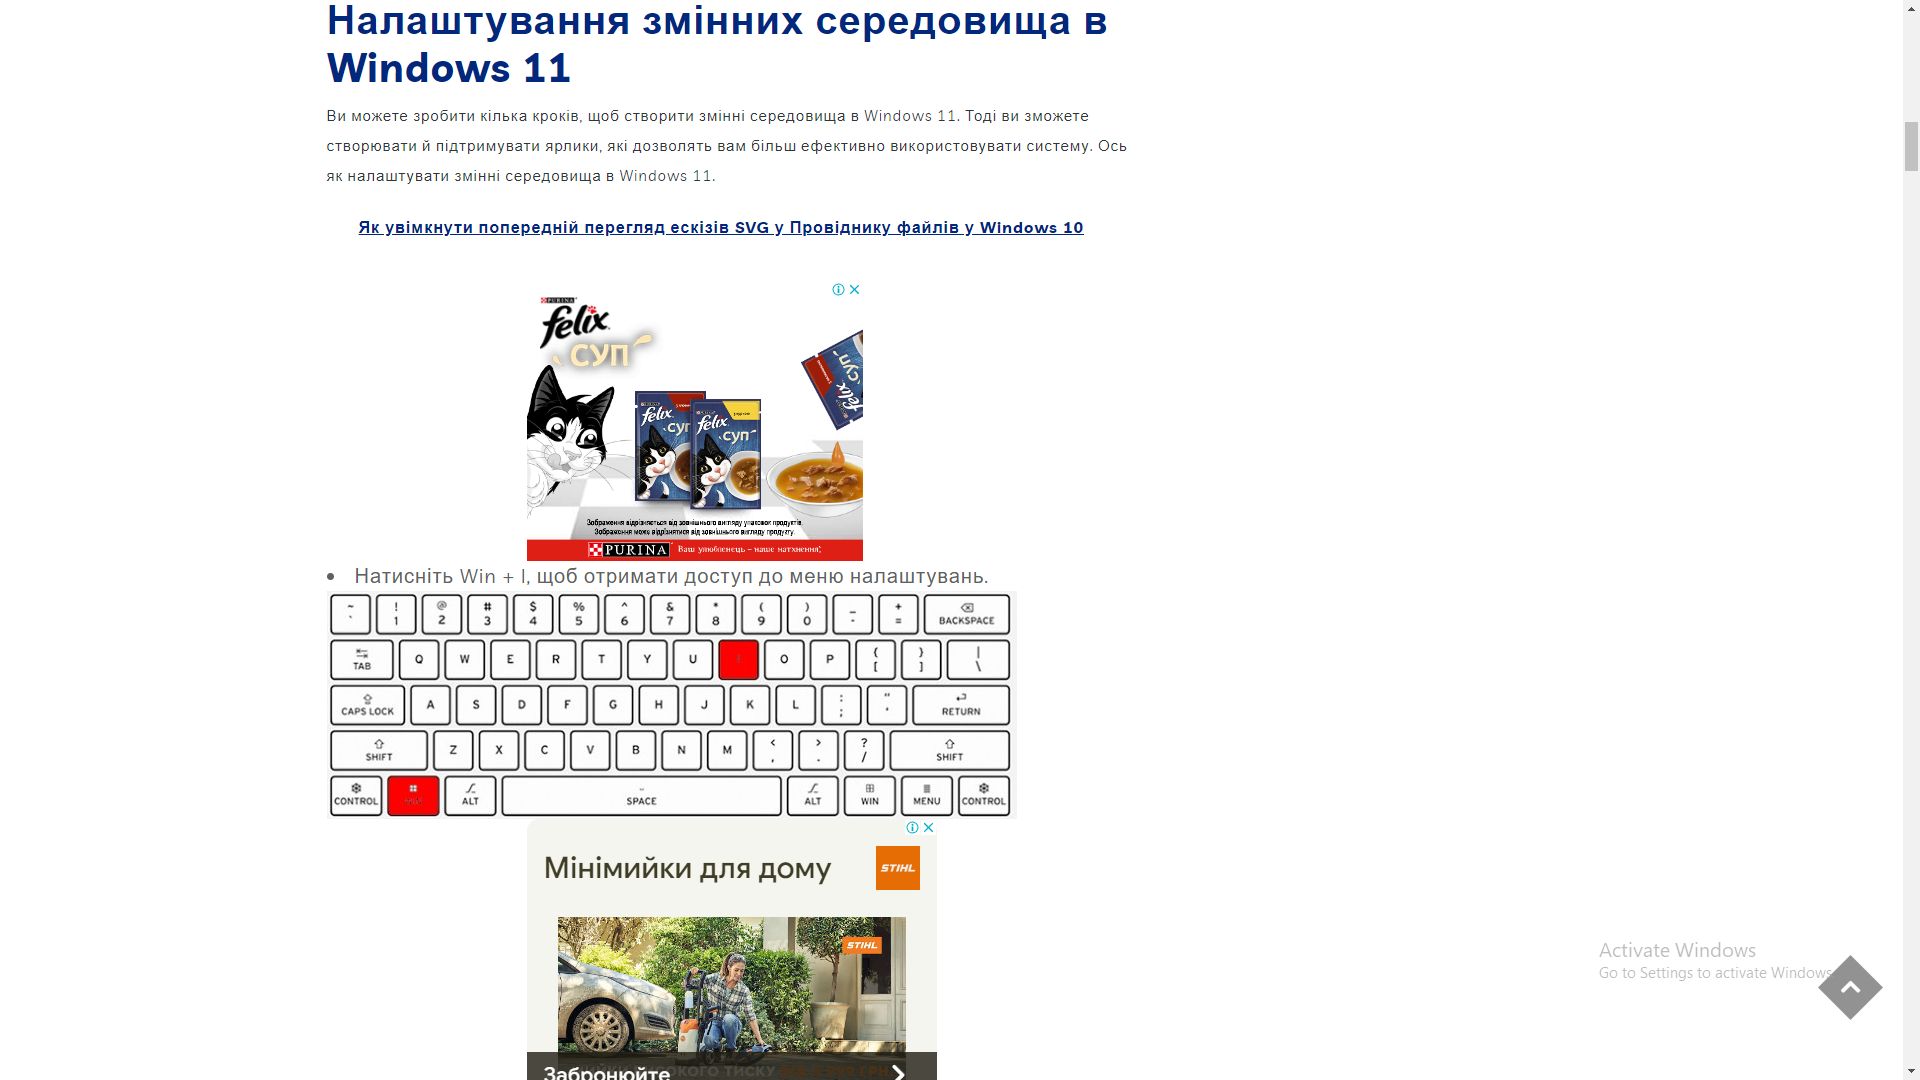 Налаштування змінних середовища в
Windows 11
Ви можете зробити кілька кроків, щоб створити змінні середовища в Windows 11. Тоді ви зможете
створювати й підтримувати ярлики, які дозволять вам більш ефективно використовувати систему. Ось
як налаштувати змінні середовища в Windows 11.
Як увімкнути попередній перегляд ескізів SVG у Провіднику файлів у Windows 10
PURINA
felix
СУП
felix
суп
felix
суп
felix
суп
Зображення відрізняється від зовнішнього вигляду упаковок продуктів.
Зображення може відрізнятися від зовнішнього вигляду продукту.
PURINA Ваш улюбленець – наше натхнення
• Натисніть Win + I, щоб отримати доступ до меню налаштувань.
~ ! @ # $ % ^ & * ( ) _ +
` 1 2 3 4 5 6 7 8 9 0 - = BACKSPACE
TAB Q W E R T Y U I O P { [ } ] | \
CAPS LOCK A S D F G H J K L : ; " ' RETURN
SHIFT Z X C V B N M < , > . ? / SHIFT
CONTROL WIN ALT SPACE ALT WIN MENU CONTROL
Мінімийки для дому
STIHL
STIHL
Забронюйте
Activate Windows
Go to Settings to activate Windows.